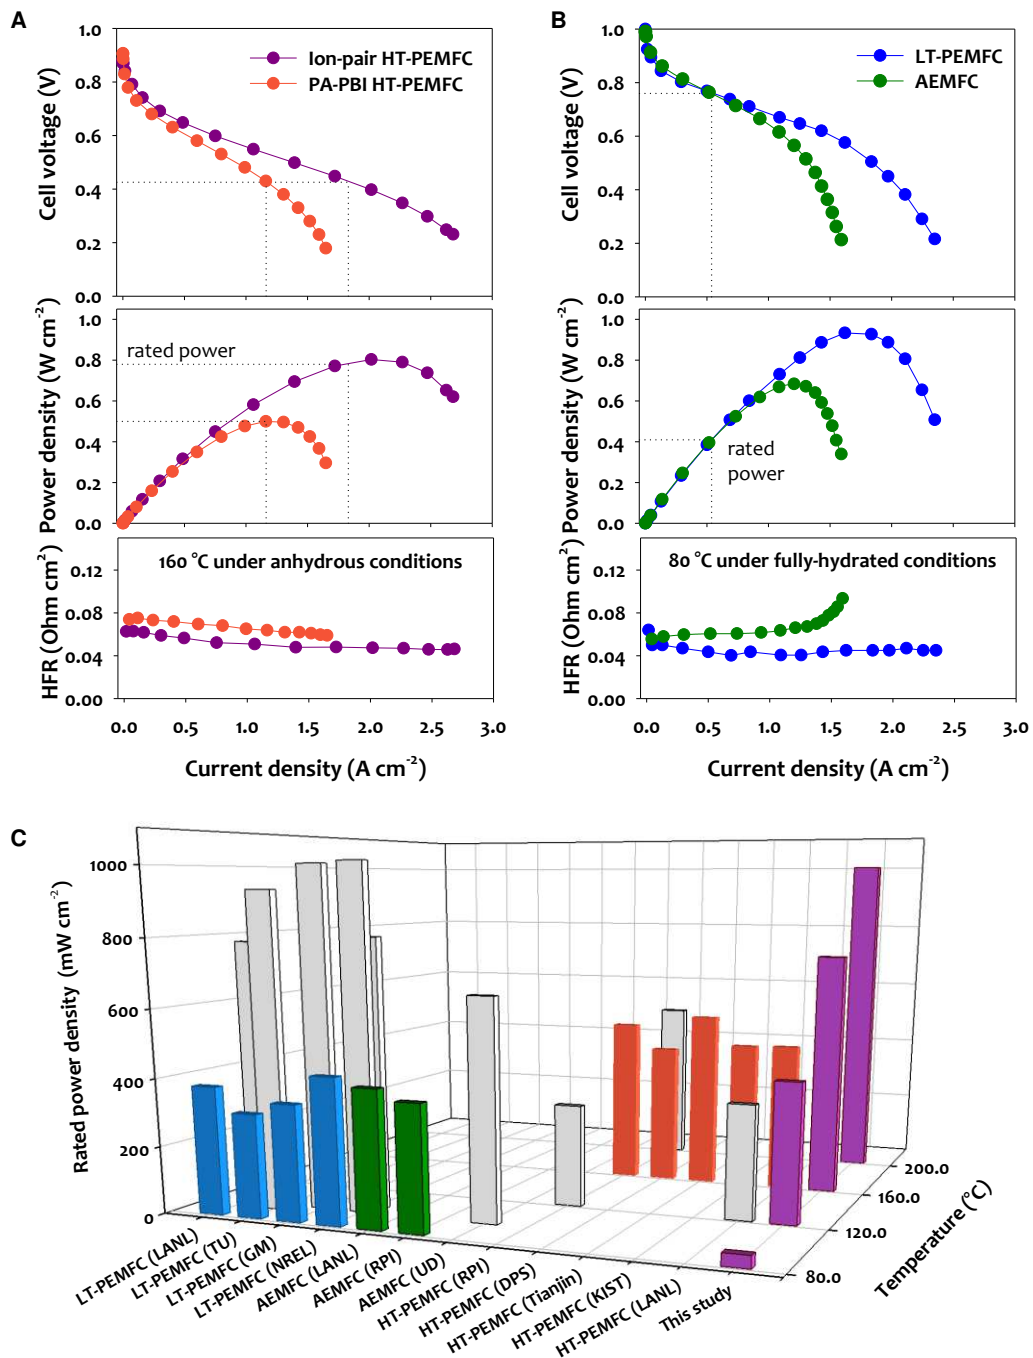 A
Cell voltage (V)
1.0
0.8
0.6
0.4
0.2
0.0
Ion-pair HT-PEMFC
PA-PBI HT-PEMFC
Power density (W cm-2)
1.0
0.8
0.6
0.4
0.2
0.0
rated power
HFR (Ohm cm2)
0.12
0.08
0.04
0.00
160 °C under anhydrous conditions
0.0 0.5 1.0 1.5 2.0 2.5 3.0
Current density (A cm-2)
B
Cell voltage (V)
1.0
0.8
0.6
0.4
0.2
0.0
LT-PEMFC
AEMFC
Power density (W cm-2)
1.0
0.8
0.6
0.4
0.2
0.0
rated
power
HFR (Ohm cm2)
0.12
0.08
0.04
0.00
80 °C under fully-hydrated conditions
0.0 0.5 1.0 1.5 2.0 2.5 3.0
Current density (A cm-2)
C
Rated power density (mW cm-2)
1000
800
600
400
200
0
LT-PEMFC (LANL)
LT-PEMFC (TU)
LT-PEMFC (GM)
LT-PEMFC (NREL)
AEMFC (LANL)
AEMFC (RPI)
AEMFC (UD)
HT-PEMFC (RPI)
HT-PEMFC (DPS)
HT-PEMFC (Tianjin)
HT-PEMFC (KIST)
HT-PEMFC (LANL)
This study
200.0
160.0
120.0
80.0
Temperature (°C)